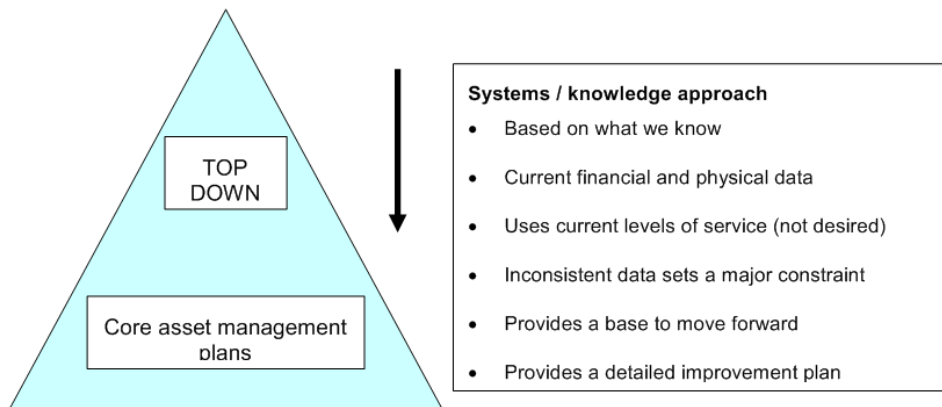 TOP
DOWN
Core asset management
plans
Systems / knowledge approach
• Based on what we know
• Current financial and physical data
• Uses current levels of service (not desired)
• Inconsistent data sets a major constraint
• Provides a base to move forward
• Provides a detailed improvement plan